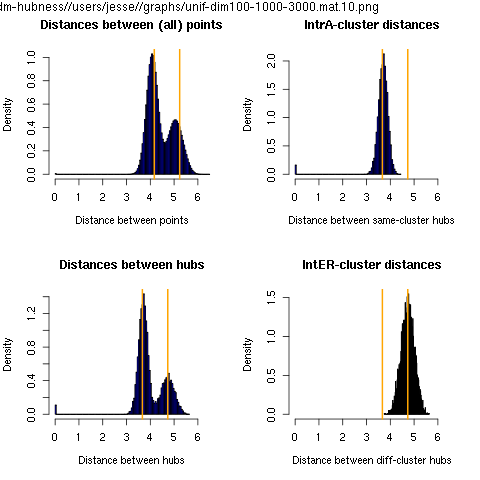 dm-hubness//users/jesse//graphs/unif-dim100-1000-3000.mat.10.png
Distances between (all) points
Density
0.0 0.2 0.4 0.6 0.8 1.0
0 1 2 3 4 5 6
Distance between points
IntrA-cluster distances
Density
0.0 0.5 1.0 1.5 2.0
0 1 2 3 4 5 6
Distance between same-cluster hubs
Distances between hubs
Density
0.0 0.4 0.8 1.2
0 1 2 3 4 5 6
Distance between hubs
IntER-cluster distances
Density
0.0 0.5 1.0 1.5
0 1 2 3 4 5 6
Distance between diff-cluster hubs